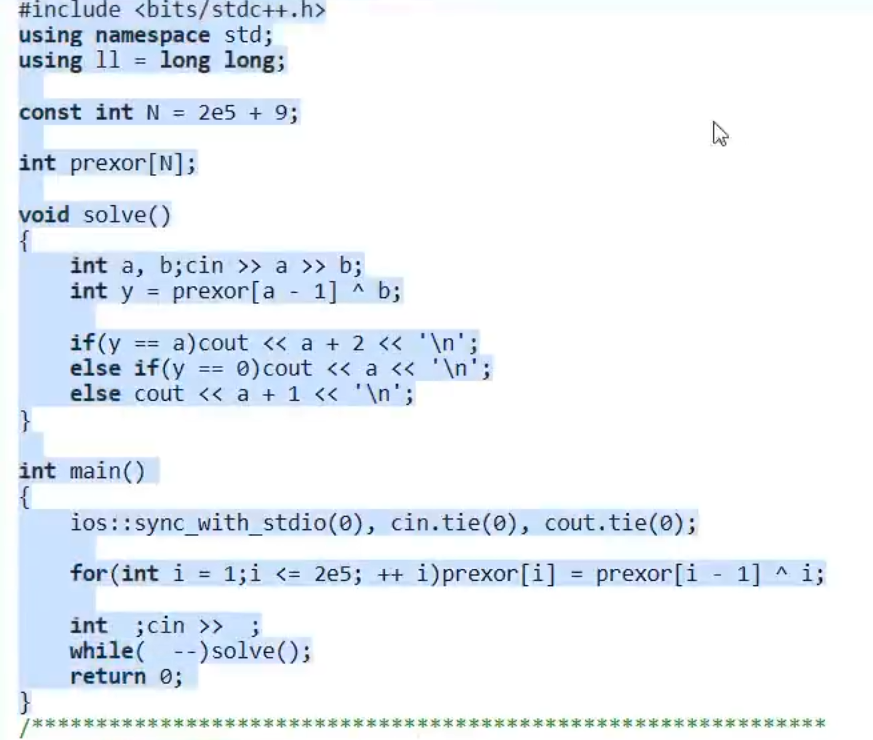 #include <bits/stdc++.h>
using namespace std;
using ll = long long;
const int N = 2e5 + 9;
int prexor[N];
void solve()
{
    int a, b;cin >> a >> b;
    int y = prexor[a - 1] ^ b;
    if(y == a)cout << a + 2 << '\n';
    else if(y == 0)cout << a << '\n';
    else cout << a + 1 << '\n';
}
int main()
{
    ios::sync_with_stdio(0), cin.tie(0), cout.tie(0);
    for(int i = 1;i <= 2e5; ++ i)prexor[i] = prexor[i - 1] ^ i;
    int  ;cin >>  ;
    while(  --)solve();
    return 0;
}
/**************************************************************